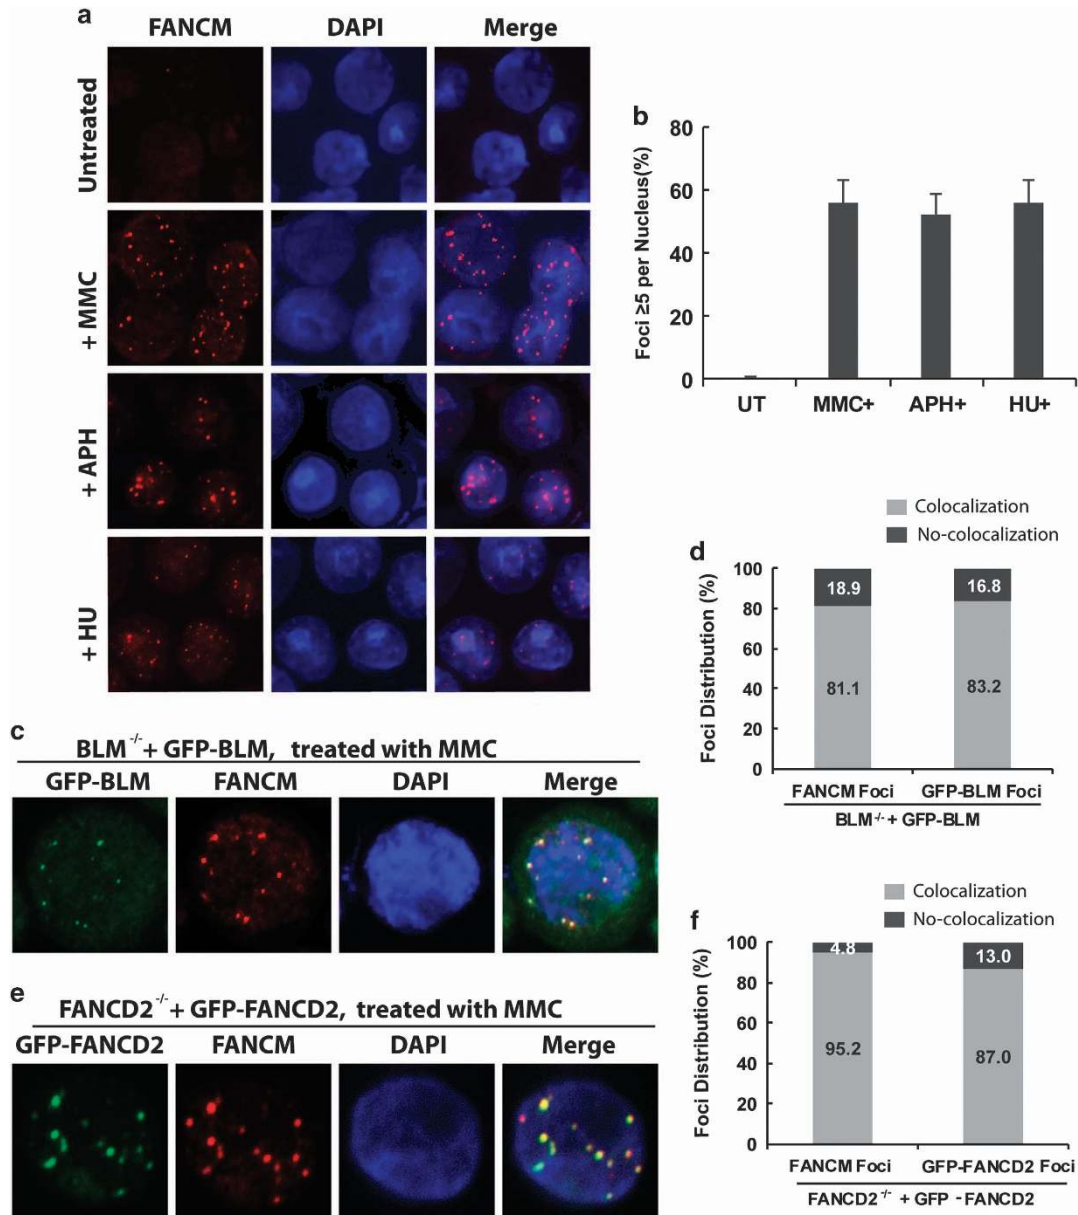 a
FANCM DAPI Merge
Untreated
+ MMC
+ APH
+ HU
b
Foci ≥5 per Nucleus(%)
80
60
40
20
0
UT MMC+ APH+ HU+
c
BLM-/-+ GFP-BLM, treated with MMC
GFP-BLM FANCM DAPI Merge
d
Colocalization
No-colocalization
Foci Distribution (%)
100
80
60
40
20
0
18.9 16.8
81.1 83.2
FANCM Foci GFP-BLM Foci
BLM-/-+ GFP-BLM
e
FANCD2-/-+ GFP-FANCD2, treated with MMC
GFP-FANCD2 FANCM DAPI Merge
f
Colocalization
No-colocalization
Foci Distribution (%)
100
80
60
40
20
0
4.8 13.0
95.2 87.0
FANCM Foci GFP-FANCD2 Foci
FANCD2-/- + GFP -FANCD2